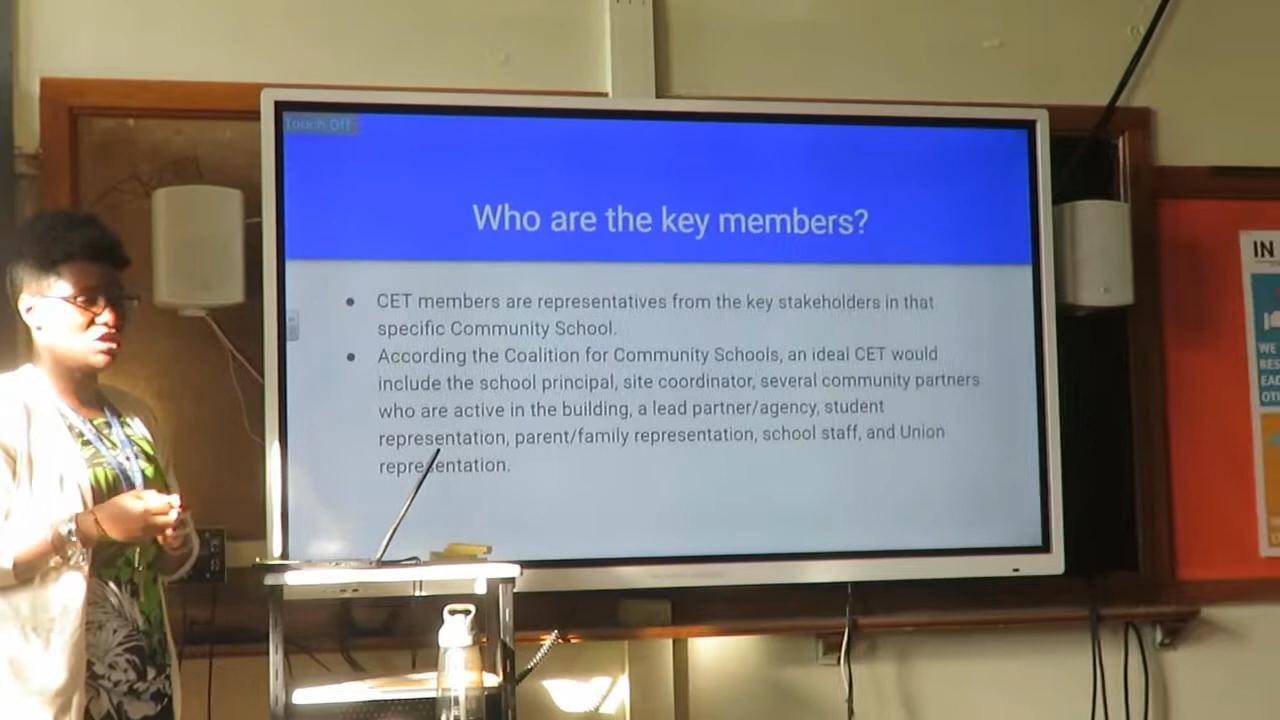 Touch Off
Who are the key members?
CET members are representatives from the key stakeholders in that
specific Community School.
According the Coalition for Community Schools, an ideal CET would
include the school principal, site coordinator, several community partners
who are active in the building, a lead partner/agency, student
representation, parent/family representation, school staff, and Union
representation.
IN
WE
RES
EAC
OT